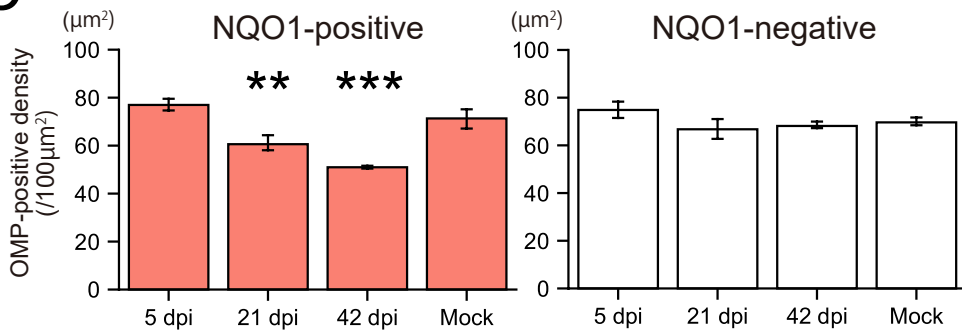 (µm²)
NQO1-positive
OMP-positive density
(/100µm²)
100
80
60
40
20
0
** ***
5 dpi 21 dpi 42 dpi Mock
(µm²)
NQO1-negative
100
80
60
40
20
0
5 dpi 21 dpi 42 dpi Mock